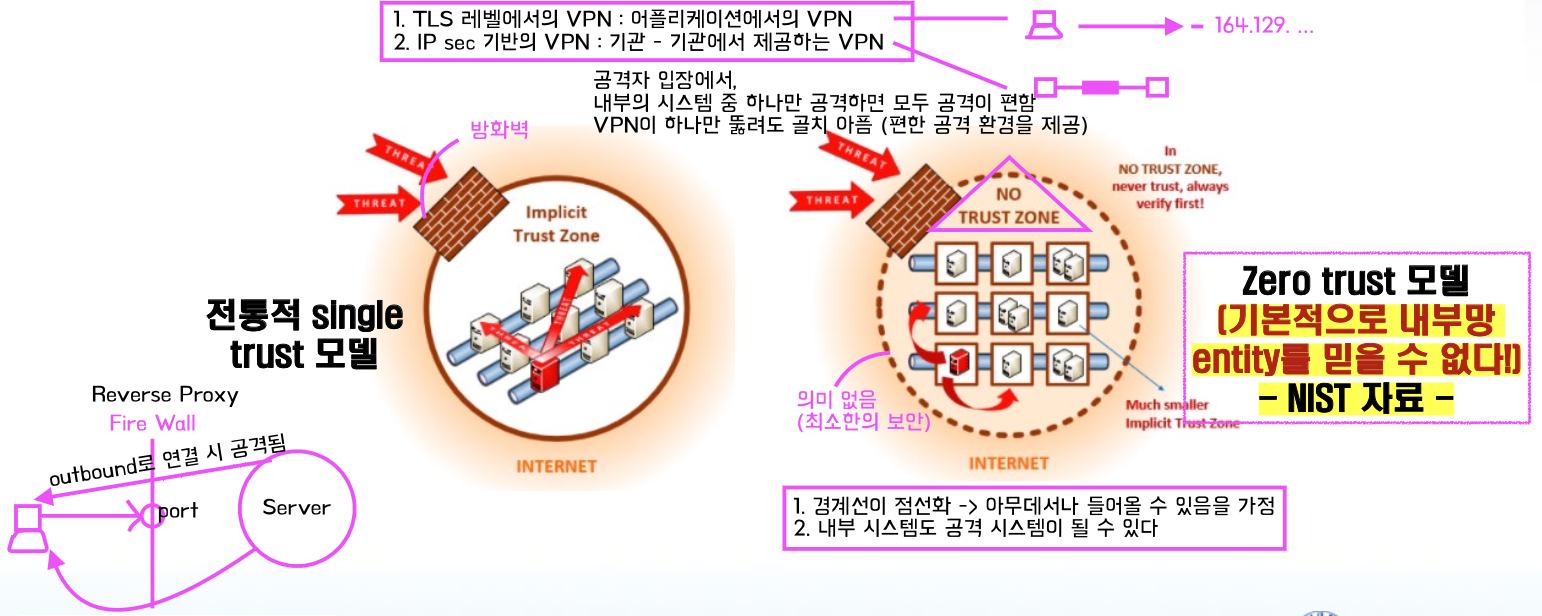 1. TLS 레벨에서의 VPN : 어플리케이션에서의 VPN
2. IP sec 기반의 VPN : 기관 - 기관에서 제공하는 VPN
- 164.129. ...
공격자 입장에서,
내부의 시스템 중 하나만 공격하면 모두 공격이 편함
VPN이 하나만 뚫려도 골치 아픔 (편한 공격 환경을 제공)
방화벽
THREAT
THREAT
Implicit
Trust Zone
THREAT
THREAT
THREAT
INTERNET
전통적 single
trust 모델
THREAT
THREAT
NO
TRUST ZONE
In
NO TRUST ZONE,
never trust, always
verify first!
Much smaller
Implicit Trust Zone
INTERNET
의미 없음
(최소한의 보안)
Zero trust 모델
(기본적으로 내부망
entity를 믿을 수 없다!)
- NIST 자료 -
1. 경계선이 점선화 -> 아무데서나 들어올 수 있음을 가정
2. 내부 시스템도 공격 시스템이 될 수 있다
Reverse Proxy
Fire Wall
outbound로 연결 시 공격됨
port
Server